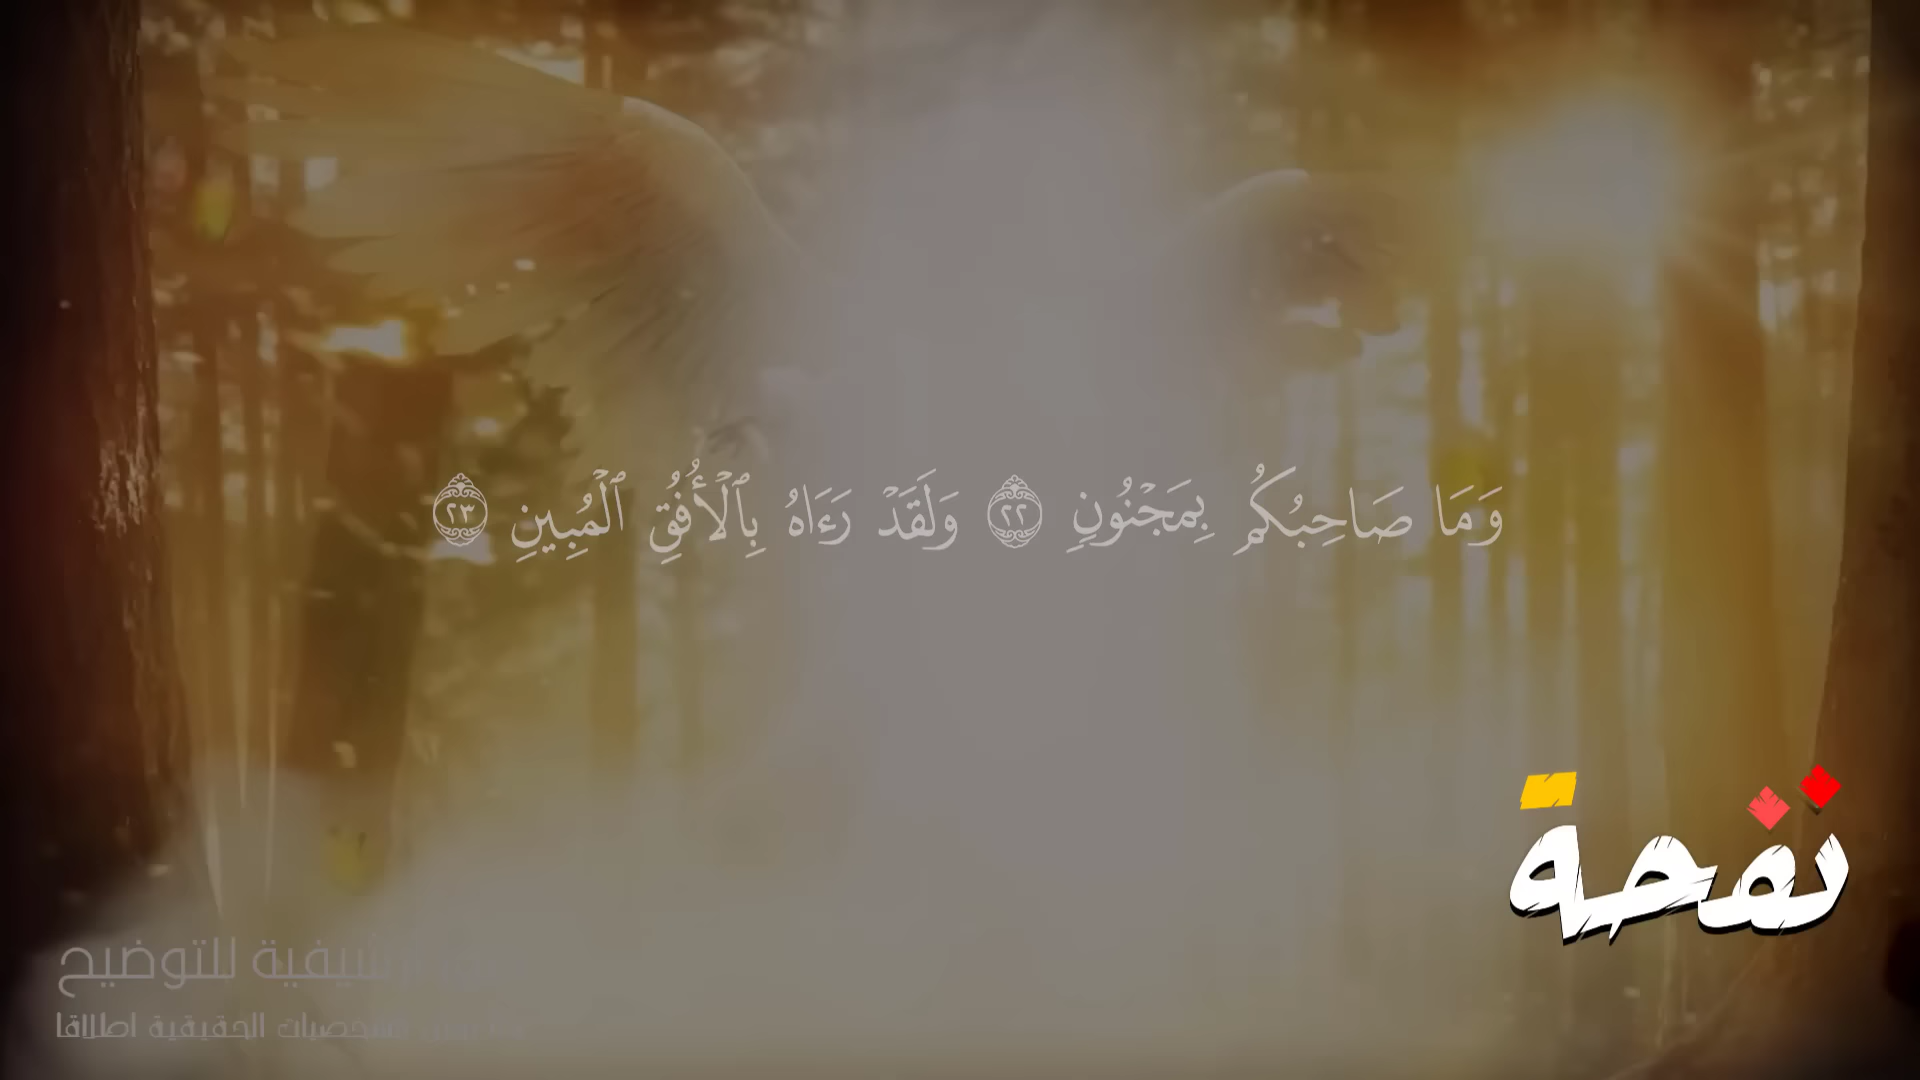 وَمَا صَاحِبُكُم بِمَجْنُونٍ ٢٢ وَلَقَدْ رَءَاهُ بِٱلْأُفُقِ ٱلْمُبِينِ ٢٣
نفحة
للتوضيح
الحقيقية اطلاقا